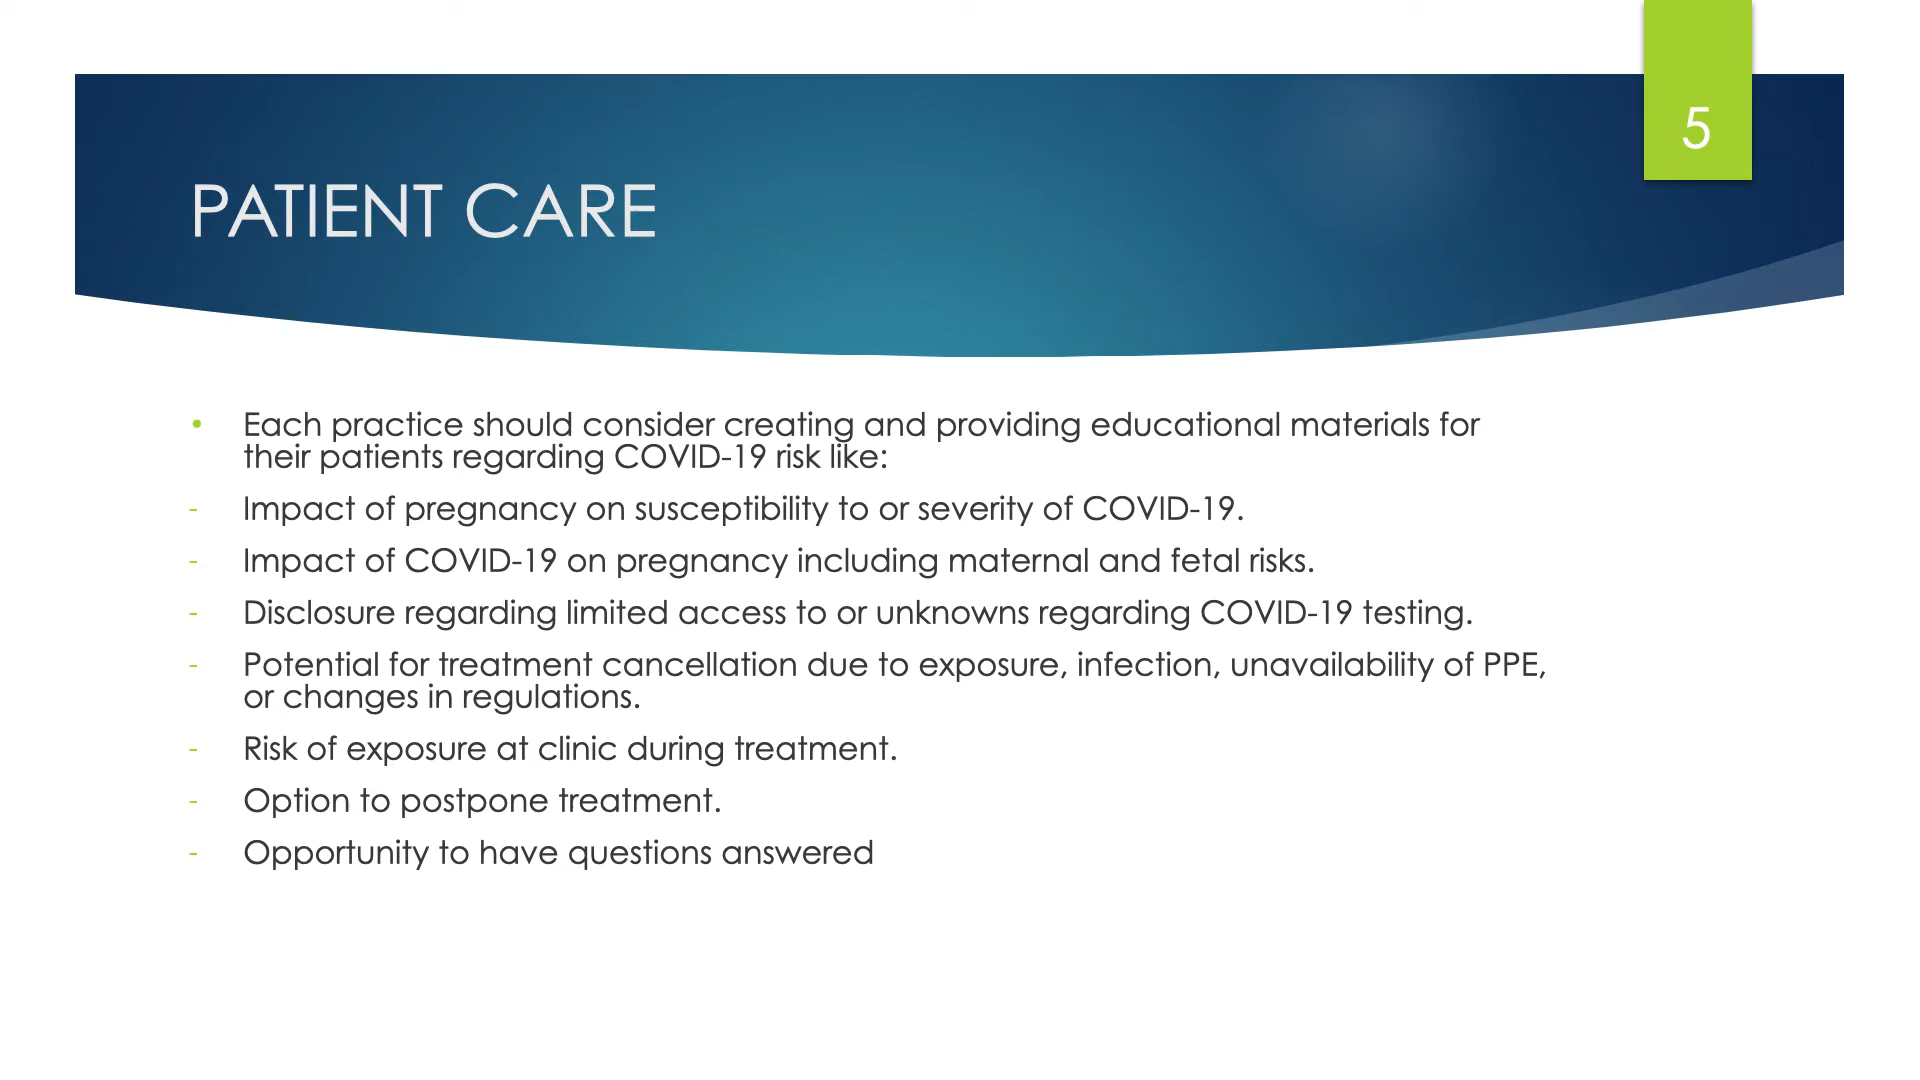 5
PATIENT CARE
• Each practice should consider creating and providing educational materials for
their patients regarding COVID-19 risk like:
- Impact of pregnancy on susceptibility to or severity of COVID-19.
- Impact of COVID-19 on pregnancy including maternal and fetal risks.
- Disclosure regarding limited access to or unknowns regarding COVID-19 testing.
- Potential for treatment cancellation due to exposure, infection, unavailability of PPE,
or changes in regulations.
- Risk of exposure at clinic during treatment.
- Option to postpone treatment.
- Opportunity to have questions answered